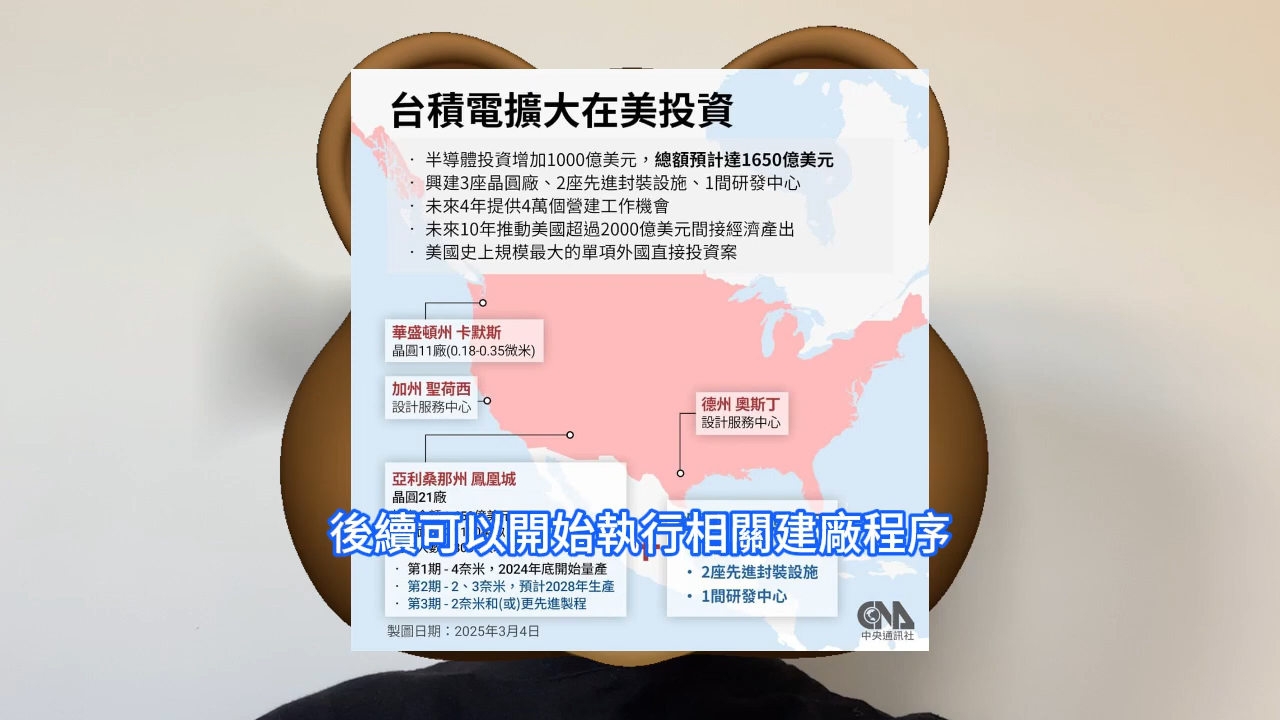 台積電擴大在美投資
· 半導體投資增加1000億美元，總額預計達1650億美元
· 興建3座晶圓廠、2座先進封裝設施、1間研發中心
· 未來4年提供4萬個營建工作機會
· 未來10年推動美國超過2000億美元間接經濟產出
· 美國史上規模最大的單項外國直接投資案
華盛頓州 卡默斯
晶圓11廠(0.18-0.35微米)
加州 聖荷西
設計服務中心
德州 奧斯丁
設計服務中心
亞利桑那州 鳳凰城
晶圓21廠
後續可以開始執行相關建廠程序
· 第1期 - 4奈米，2024年底開始量產
· 第2期 - 2、3奈米，預計2028年生產
· 第3期 - 2奈米和(或)更先進製程
• 2座先進封裝設施
• 1間研發中心
製圖日期：2025年3月4日
CNA
中央通訊社